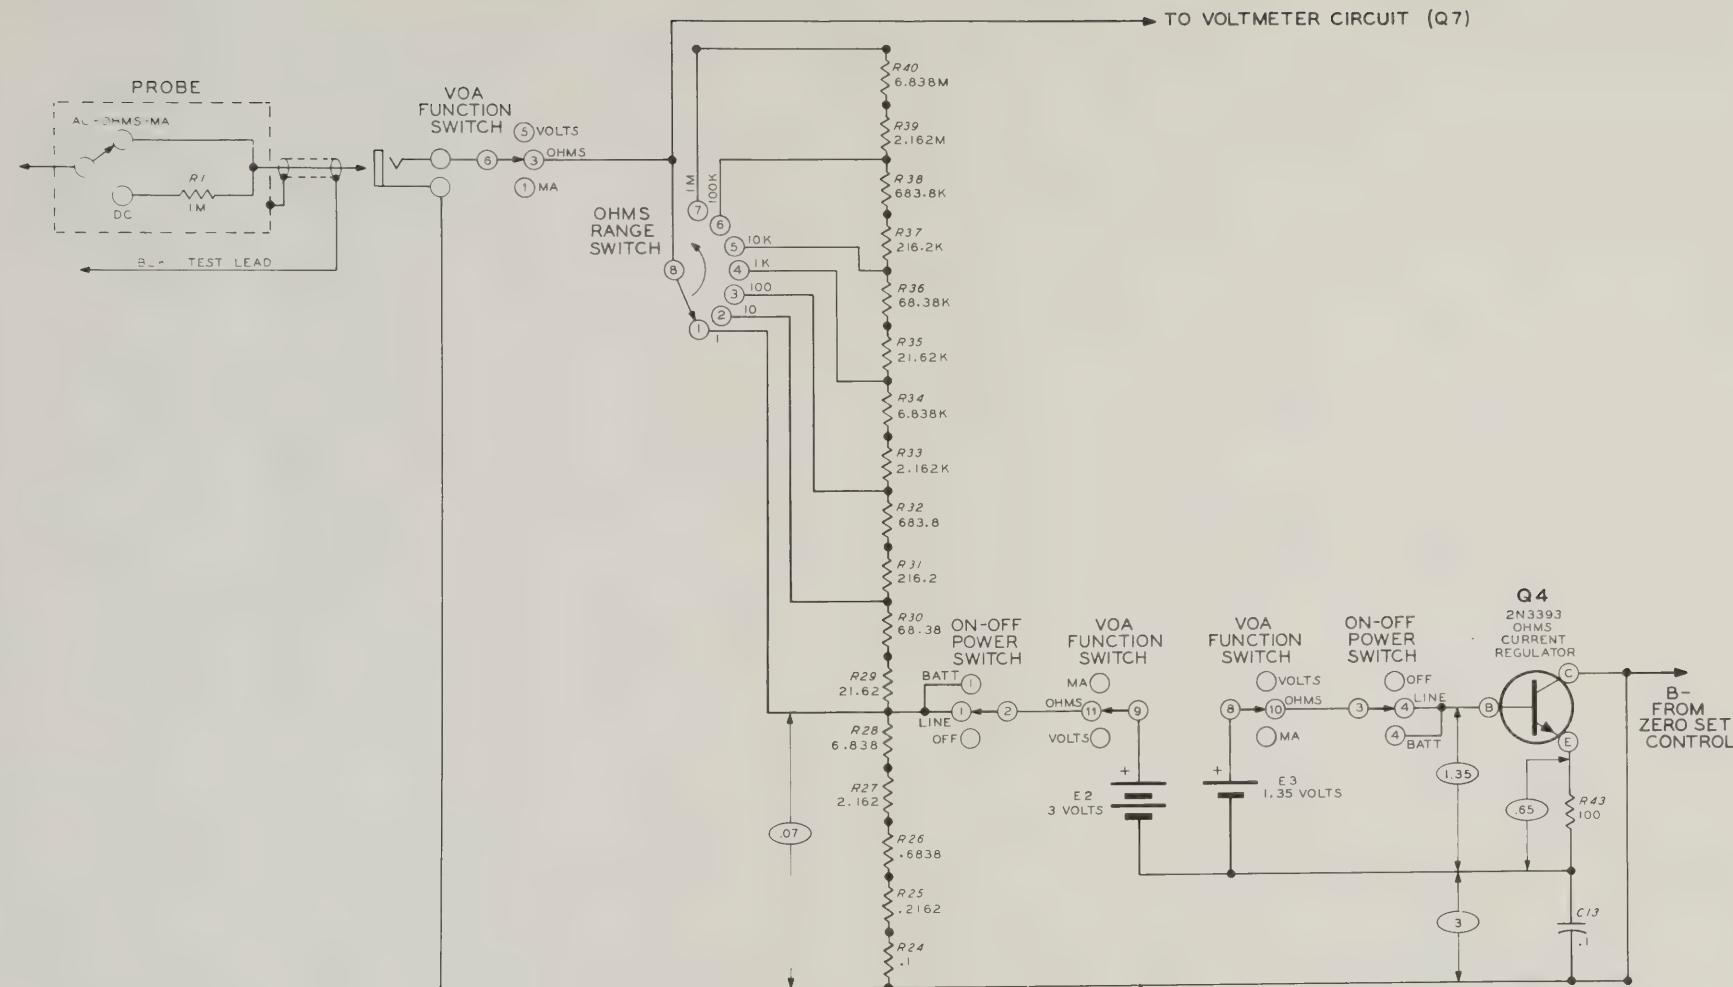 TO VOLTMETER CIRCUIT (Q7)
PROBE
AC-OHMS-MA
R1
1M
DC
TEST LEAD
VOA
FUNCTION
SWITCH
5 VOLTS
6
3 OHMS
1 MA
OHMS
RANGE
SWITCH
8
1M
7
100K
6
5 10K
4 1K
3 100
2 10
1 1
R40
6.838M
R39
2.162M
R38
683.8K
R37
216.2K
R36
68.38K
R35
21.62K
R34
6.838K
R33
2.162K
R32
683.8
R31
216.2
R30
68.38
R29
21.62
R28
6.838
R27
2.162
R26
.6838
R25
.2162
R24
.1
.07
ON-OFF
POWER
SWITCH
BATT 1
LINE 1
2
OFF
VOA
FUNCTION
SWITCH
MA
OHMS 11
9
VOLTS
+
E2
3 VOLTS
VOA
FUNCTION
SWITCH
VOLTS
8
10 OHMS
MA
+
E3
1.35 VOLTS
ON-OFF
POWER
SWITCH
OFF
3
4 LINE
4 BATT
Q4
2N3393
OHMS
CURRENT
REGULATOR
B
C
E
B-
FROM
ZERO SET
CONTROL
1.35
.65
R43
100
3
C13
.1